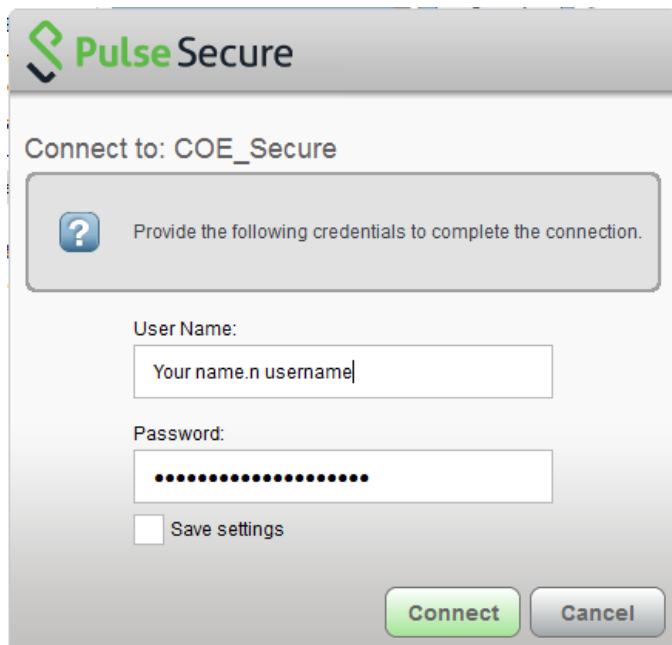 Pulse Secure
Connect to: COE_Secure
Provide the following credentials to complete the connection.
User Name:
Your name.n username
Password:
••••••••••••••••••••
Save settings
Connect Cancel